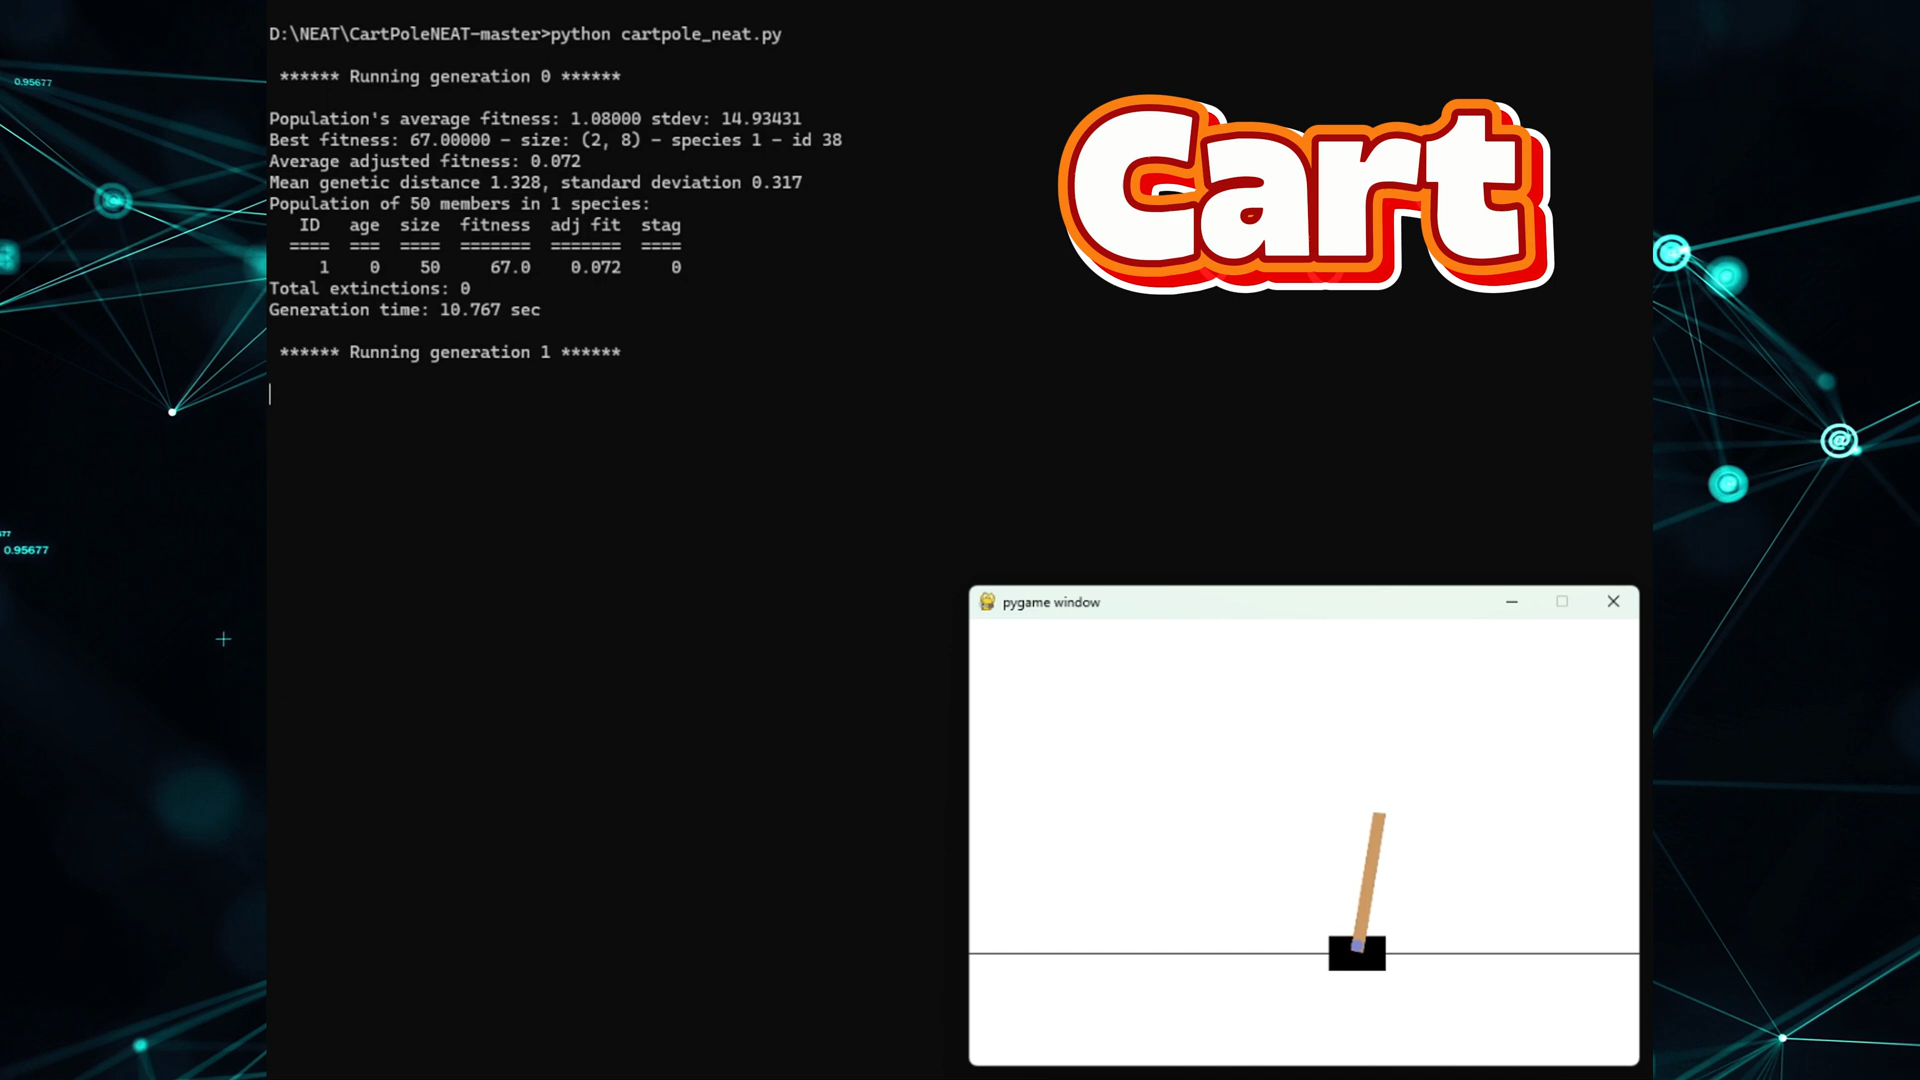 D:\NEAT\CartPoleNEAT-master>python cartpole_neat.py
****** Running generation 0 ******
Population's average fitness: 1.08000 stdev: 14.93431
Best fitness: 67.00000 - size: (2, 8) - species 1 - id 38
Average adjusted fitness: 0.072
Mean genetic distance 1.328, standard deviation 0.317
Population of 50 members in 1 species:
ID age size fitness adj fit stag
==== === ==== ======= ======= ====
1 0 50 67.0 0.072 0
Total extinctions: 0
Generation time: 10.767 sec
****** Running generation 1 ******
Cart
pygame window
0.95677
77
0.95677
@